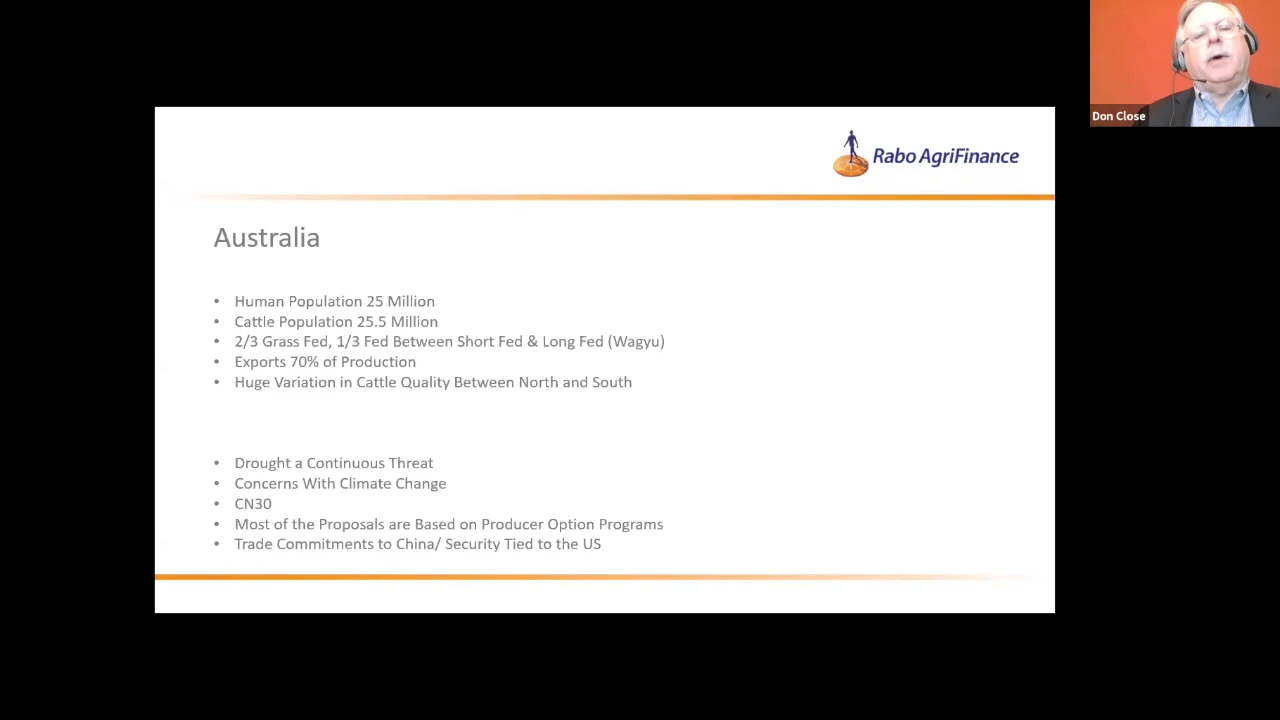 Don Close
Rabo AgriFinance
Australia
• Human Population 25 Million
• Cattle Population 25.5 Million
• 2/3 Grass Fed, 1/3 Fed Between Short Fed & Long Fed (Wagyu)
• Exports 70% of Production
• Huge Variation in Cattle Quality Between North and South
• Drought a Continuous Threat
• Concerns With Climate Change
• CN30
• Most of the Proposals are Based on Producer Option Programs
• Trade Commitments to China/ Security Tied to the US